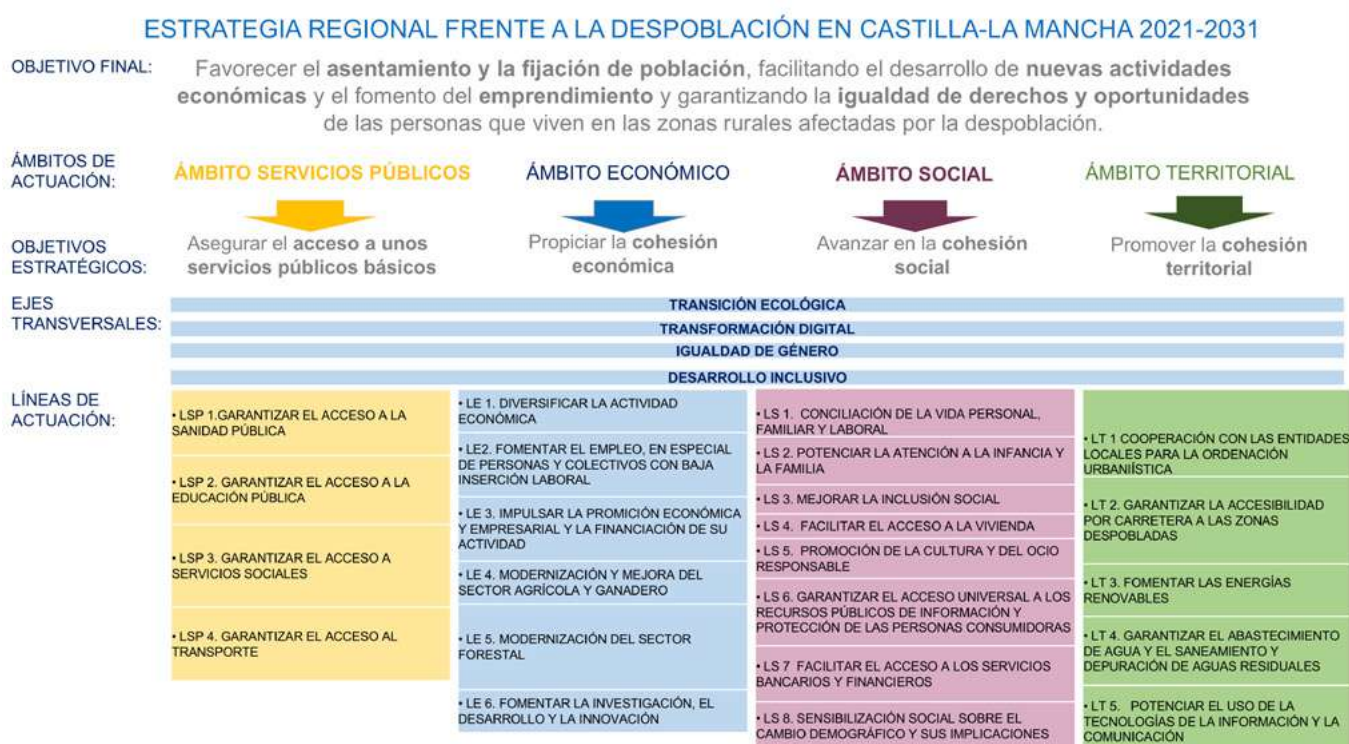 ESTRATEGIA REGIONAL FRENTE A LA DESPOBLACIÓN EN CASTILLA-LA MANCHA 2021-2031
OBJETIVO FINAL:
Favorecer el asentamiento y la fijación de población, facilitando el desarrollo de nuevas actividades
económicas y el fomento del emprendimiento y garantizando la igualdad de derechos y oportunidades
de las personas que viven en las zonas rurales afectadas por la despoblación.
ÁMBITOS DE
ACTUACIÓN:
ÁMBITO SERVICIOS PÚBLICOS
ÁMBITO ECONÓMICO
ÁMBITO SOCIAL
ÁMBITO TERRITORIAL
OBJETIVOS
ESTRATÉGICOS:
Asegurar el acceso a unos
servicios públicos básicos
Propiciar la cohesión
económica
Avanzar en la cohesión
social
Promover la cohesión
territorial
EJES
TRANSVERSALES:
TRANSICIÓN ECOLÓGICA
TRANSFORMACIÓN DIGITAL
IGUALDAD DE GÉNERO
DESARROLLO INCLUSIVO
LÍNEAS DE
ACTUACIÓN:
• LSP 1.GARANTIZAR EL ACCESO A LA
SANIDAD PÚBLICA
• LSP 2. GARANTIZAR EL ACCESO A LA
EDUCACIÓN PÚBLICA
• LSP 3. GARANTIZAR EL ACCESO A
SERVICIOS SOCIALES
• LSP 4. GARANTIZAR EL ACCESO AL
TRANSPORTE
• LE 1. DIVERSIFICAR LA ACTIVIDAD
ECONÓMICA
• LE2. FOMENTAR EL EMPLEO, EN ESPECIAL
DE PERSONAS Y COLECTIVOS CON BAJA
INSERCIÓN LABORAL
• LE 3. IMPULSAR LA PROMICIÓN ECONÓMICA
Y EMPRESARIAL Y LA FINANCIACIÓN DE SU
ACTIVIDAD
• LE 4. MODERNIZACIÓN Y MEJORA DEL
SECTOR AGRÍCOLA Y GANADERO
• LE 5. MODERNIZACIÓN DEL SECTOR
FORESTAL
• LE 6. FOMENTAR LA INVESTIGACIÓN, EL
DESARROLLO Y LA INNOVACIÓN
• LS 1. CONCILIACIÓN DE LA VIDA PERSONAL,
FAMILIAR Y LABORAL
• LS 2. POTENCIAR LA ATENCIÓN A LA INFANCIA Y
LA FAMILIA
• LS 3. MEJORAR LA INCLUSIÓN SOCIAL
• LS 4. FACILITAR EL ACCESO A LA VIVIENDA
• LS 5. PROMOCIÓN DE LA CULTURA Y DEL OCIO
RESPONSABLE
• LS 6. GARANTIZAR EL ACCESO UNIVERSAL A LOS
RECURSOS PÚBLICOS DE INFORMACIÓN Y
PROTECCIÓN DE LAS PERSONAS CONSUMIDORAS
• LS 7 FACILITAR EL ACCESO A LOS SERVICIOS
BANCARIOS Y FINANCIEROS
• LS 8. SENSIBILIZACIÓN SOCIAL SOBRE EL
CAMBIO DEMOGRÁFICO Y SUS IMPLICACIONES
• LT 1 COOPERACIÓN CON LAS ENTIDADES
LOCALES PARA LA ORDENACIÓN
URBANIÍSTICA
• LT 2. GARANTIZAR LA ACCESIBILIDAD
POR CARRETERA A LAS ZONAS
DESPOBLADAS
• LT 3. FOMENTAR LAS ENERGÍAS
RENOVABLES
• LT 4. GARANTIZAR EL ABASTECIMIENTO
DE AGUA Y EL SANEAMIENTO Y
DEPURACIÓN DE AGUAS RESIDUALES
• LT 5. POTENCIAR EL USO DE LA
TECNOLOGÍAS DE LA INFORMACIÓN Y LA
COMUNICACIÓN